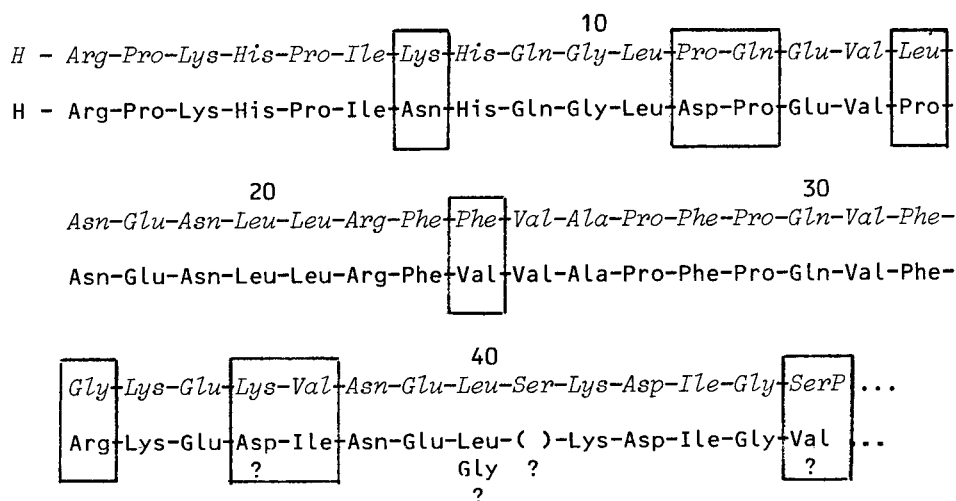 10
H - Arg-Pro-Lys-His-Pro-Ile-Lys-His-Gln-Gly-Leu-Pro-Gln-Glu-Val-Leu-
H - Arg-Pro-Lys-His-Pro-Ile-Asn-His-Gln-Gly-Leu-Asp-Pro-Glu-Val-Pro-
20 30
Asn-Glu-Asn-Leu-Leu-Arg-Phe-Phe-Val-Ala-Pro-Phe-Pro-Gln-Val-Phe-
Asn-Glu-Asn-Leu-Leu-Arg-Phe-Val-Val-Ala-Pro-Phe-Pro-Gln-Val-Phe-
40
Gly-Lys-Glu-Lys-Val-Asn-Glu-Leu-Ser-Lys-Asp-Ile-Gly-SerP...
Arg-Lys-Glu-Asp-Ile-Asn-Glu-Leu-( )-Lys-Asp-Ile-Gly-Val ...
? Gly ? ?
?